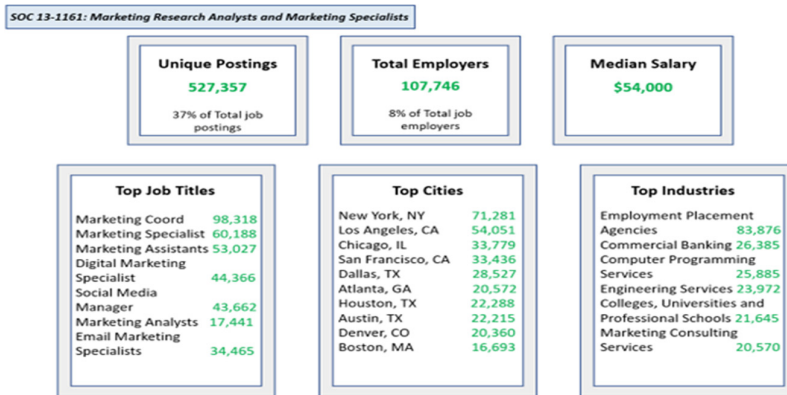 SOC 13-1161: Marketing Research Analysts and Marketing Specialists
Unique Postings
527,357
37% of Total job
postings
Total Employers
107,746
8% of Total job
employers
Median Salary
$54,000
Top Job Titles
Marketing Coord 98,318
Marketing Specialist 60,188
Marketing Assistants 53,027
Digital Marketing
Specialist 44,366
Social Media
Manager 43,662
Marketing Analysts 17,441
Email Marketing
Specialists 34,465
Top Cities
New York, NY 71,281
Los Angeles, CA 54,051
Chicago, IL 33,779
San Francisco, CA 33,436
Dallas, TX 28,527
Atlanta, GA 20,572
Houston, TX 22,288
Austin, TX 22,215
Denver, CO 20,360
Boston, MA 16,693
Top Industries
Employment Placement
Agencies 83,876
Commercial Banking 26,385
Computer Programming
Services 25,885
Engineering Services 23,972
Colleges, Universities and
Professional Schools 21,645
Marketing Consulting
Services 20,570